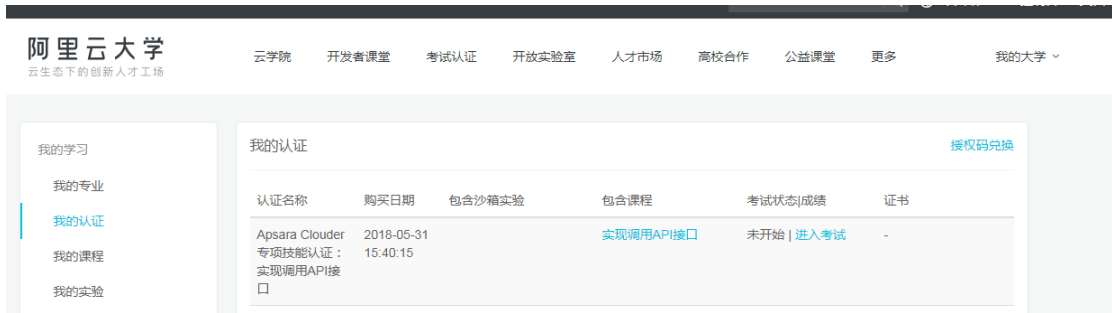 阿里云大学
云生态下的创新人才工场
云学院 开发者课堂 考试认证 开放实验室 人才市场 高校合作 公益课堂 更多 我的大学
我的学习
我的专业
我的认证
我的课程
我的实验
我的认证 授权码兑换
认证名称 购买日期 包含沙箱实验 包含课程 考试状态|成绩 证书
Apsara Clouder 2018-05-31 实现调用API接口 未开始 | 进入考试 -
专项技能认证： 15:40:15
实现调用API接
口